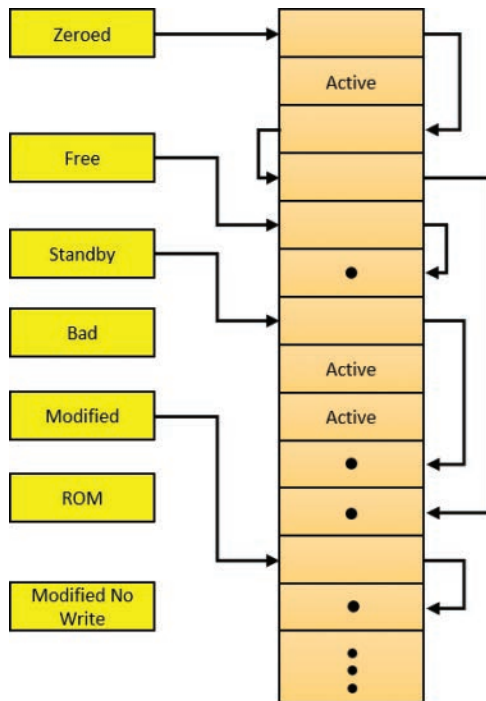 Zeroed
Active
Free
Standby
Bad
Active
Modified
Active
ROM
Modified No
Write